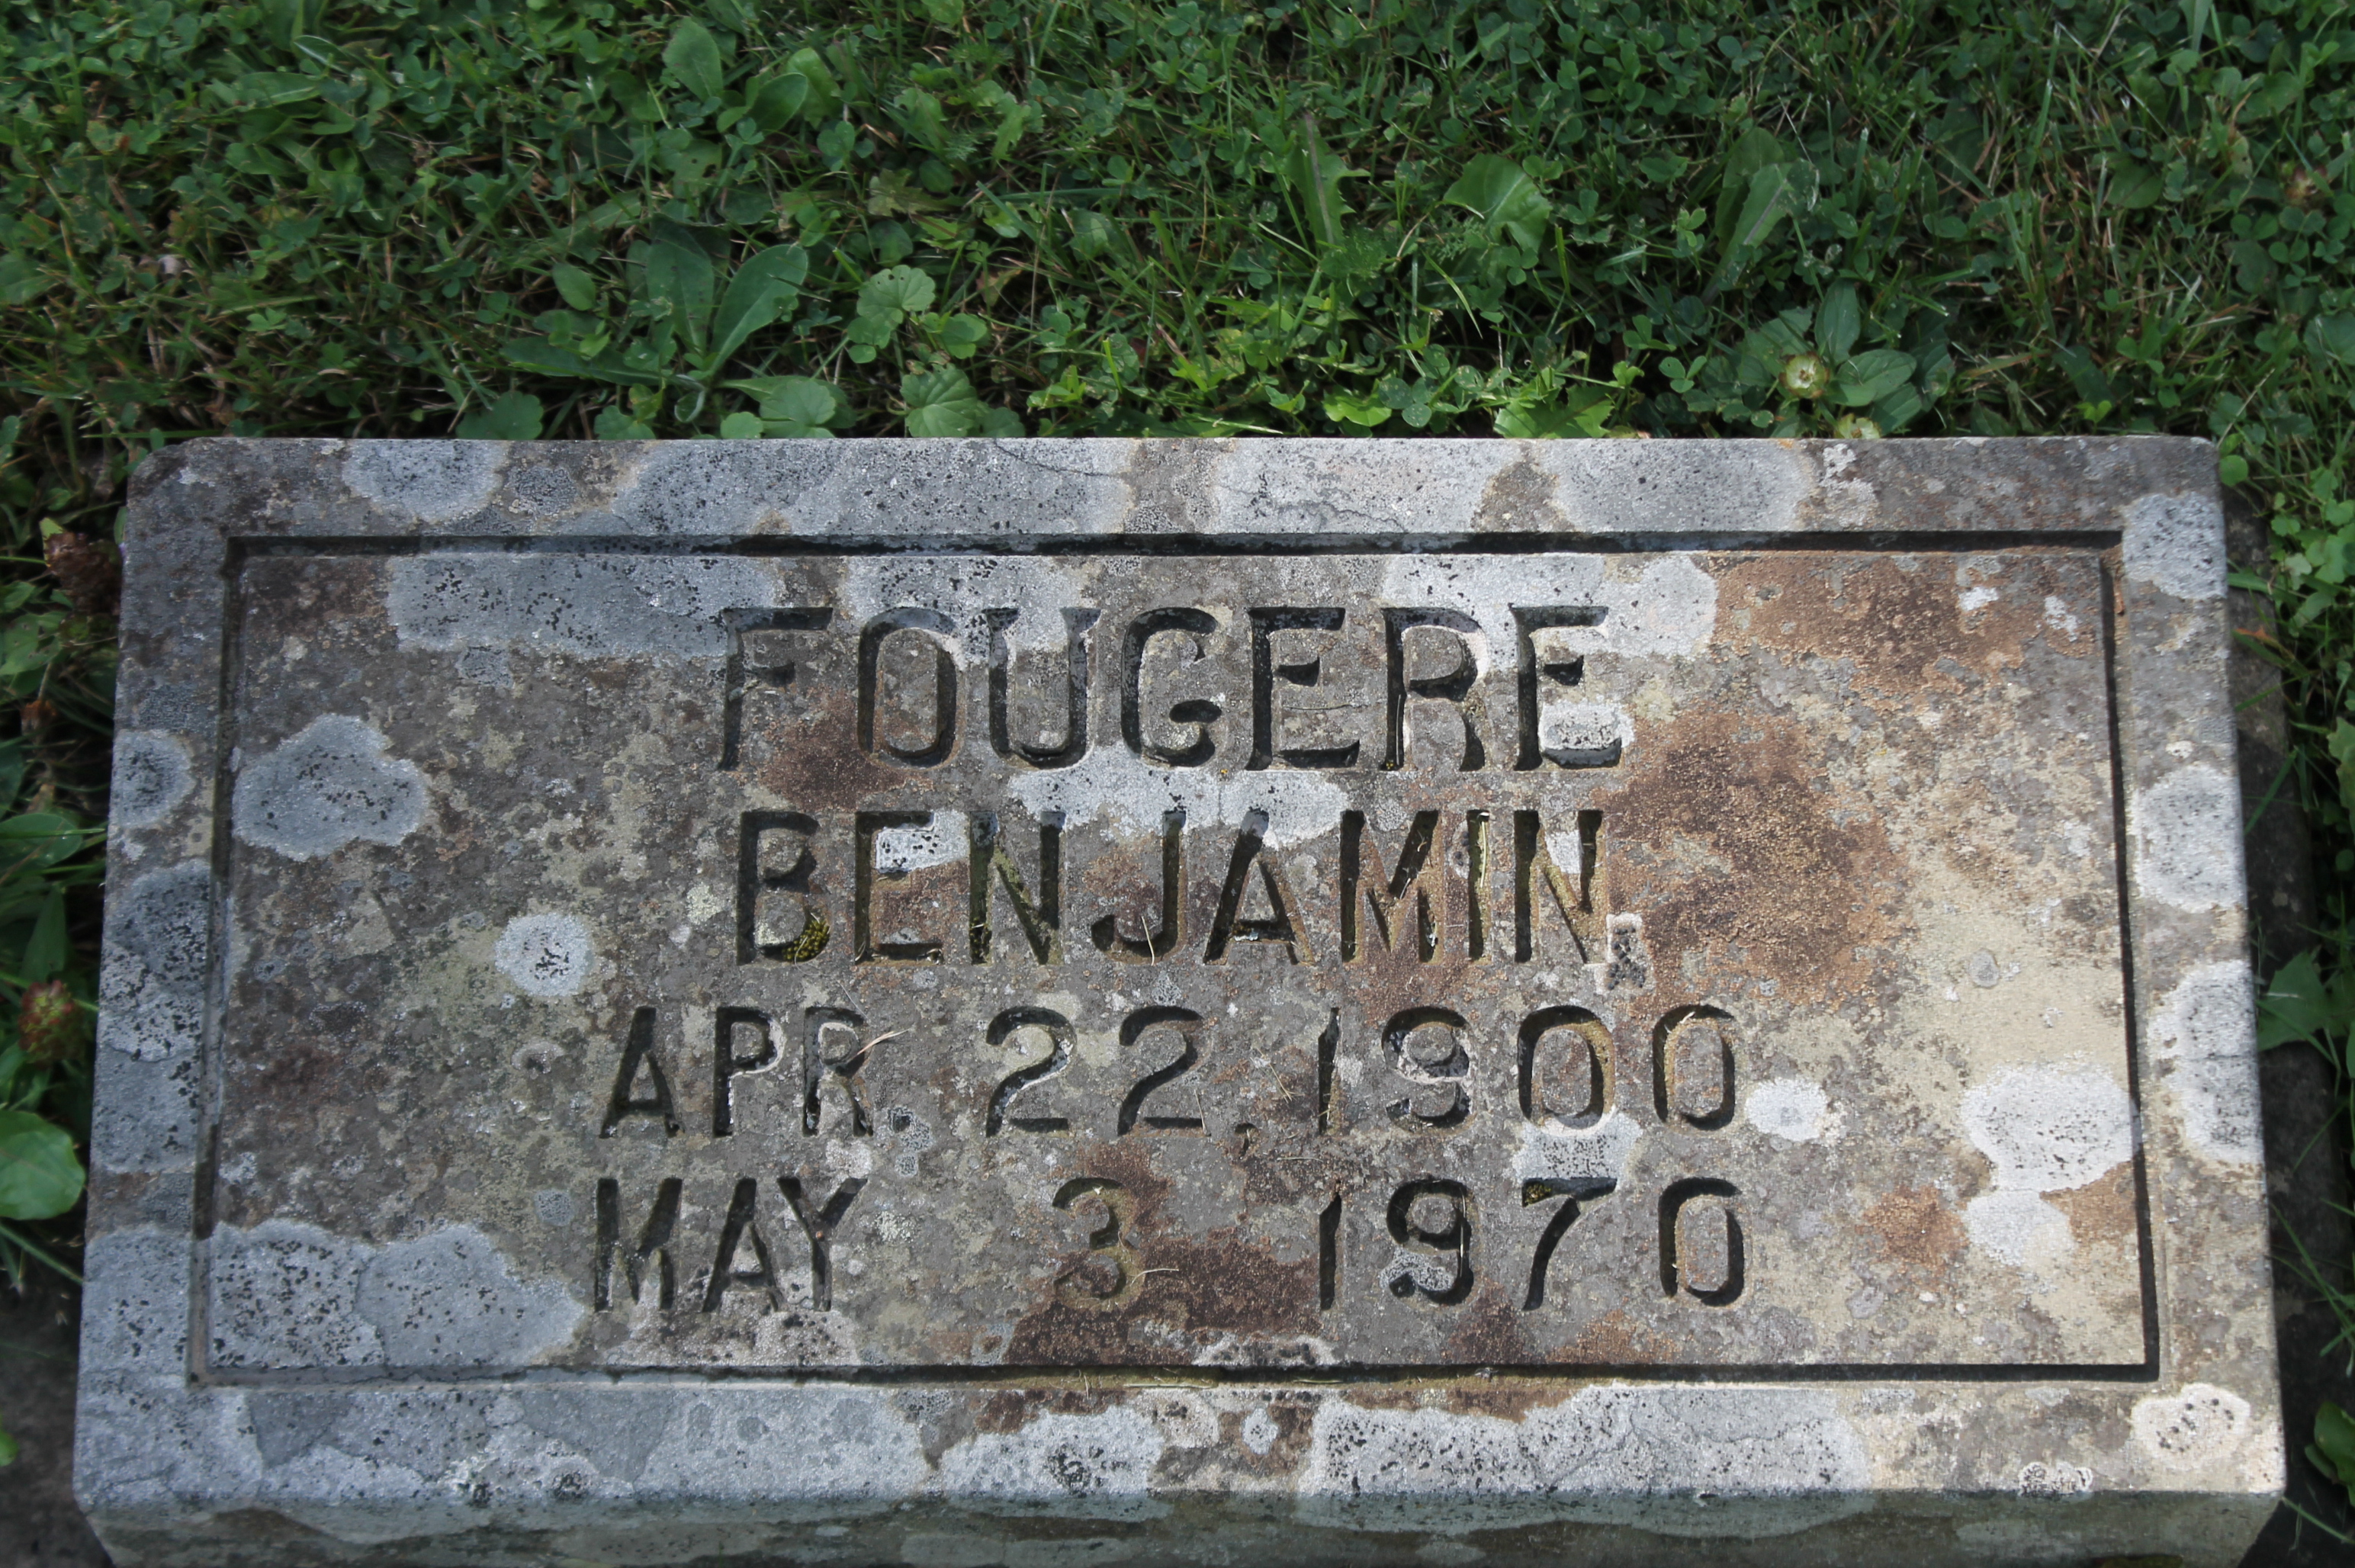 FOUGERE
BENJAMIN
APR. 22, 1900
MAY 3 1970